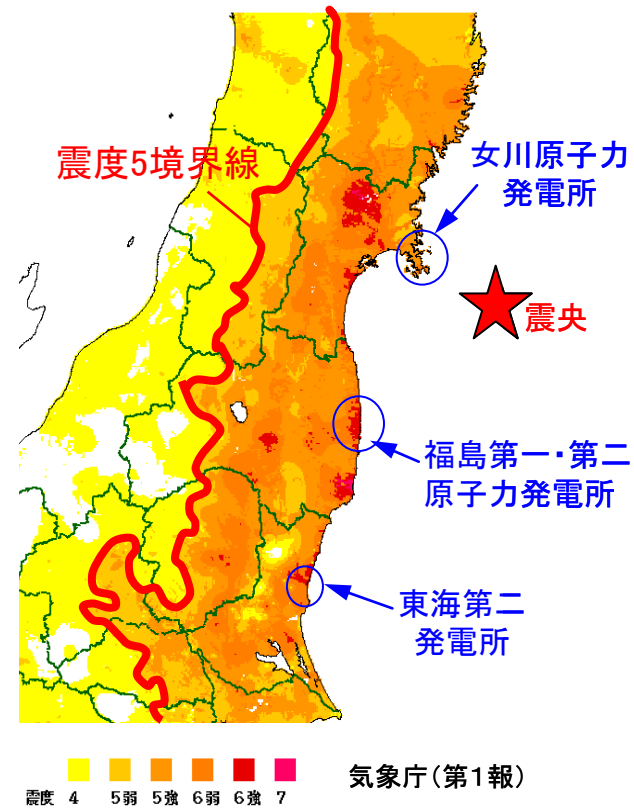 震度5境界線
女川原子力
発電所
震央
福島第一・第二
原子力発電所
東海第二
発電所
震度 4 5弱 5強 6弱 6強 7
気象庁(第1報)